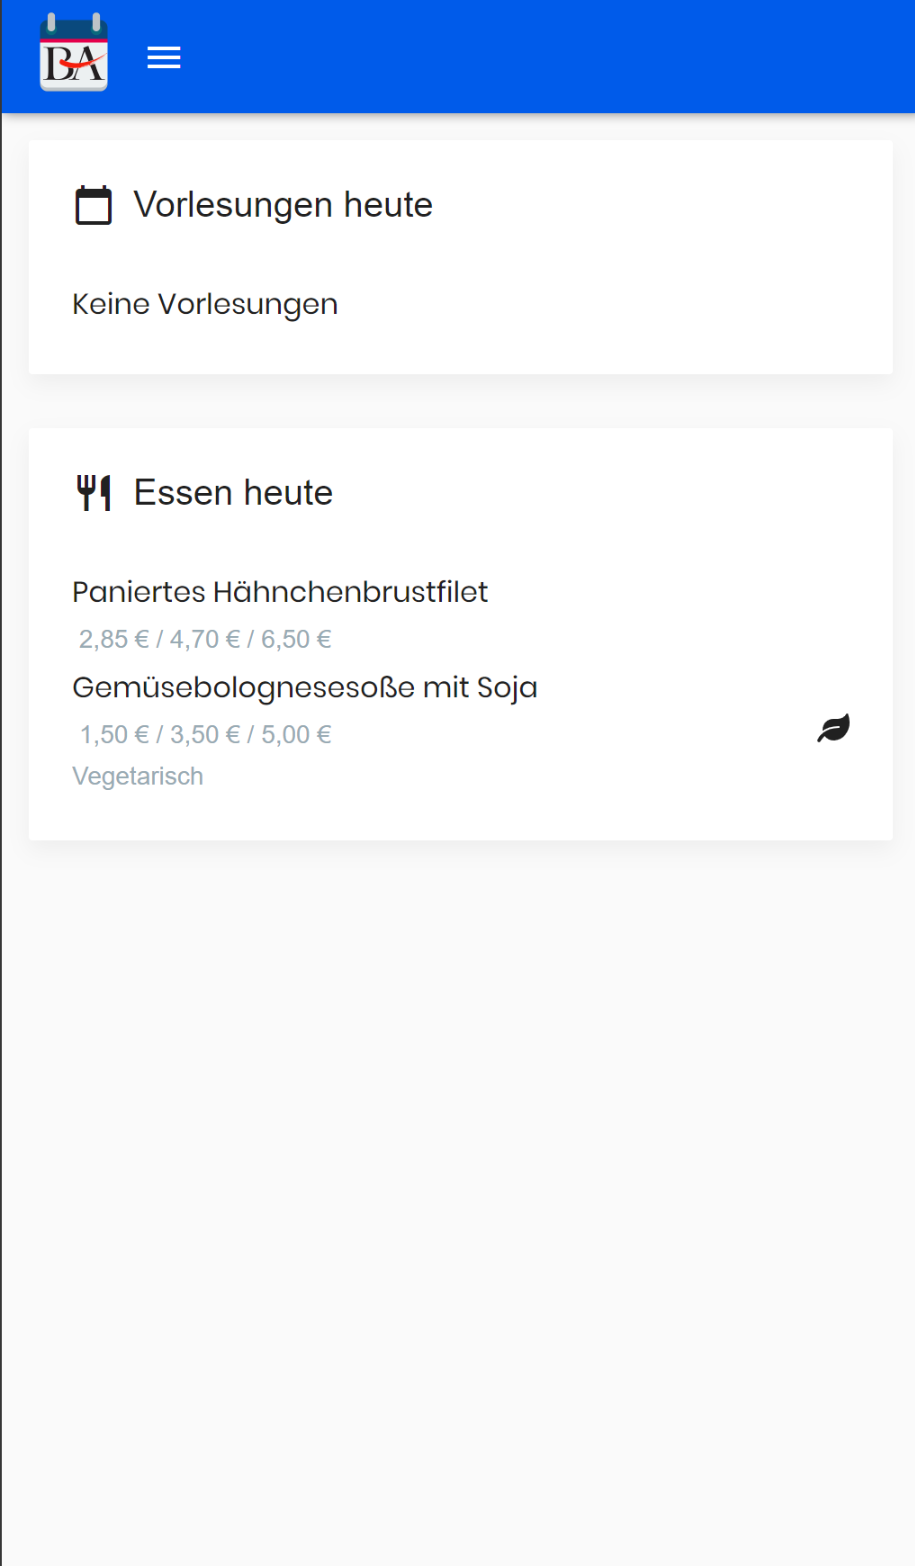 BA
Vorlesungen heute
Keine Vorlesungen
Essen heute
Paniertes Hähnchenbrustfilet
2,85 € / 4,70 € / 6,50 €
Gemüsebolognesesoße mit Soja
1,50 € / 3,50 € / 5,00 €
Vegetarisch